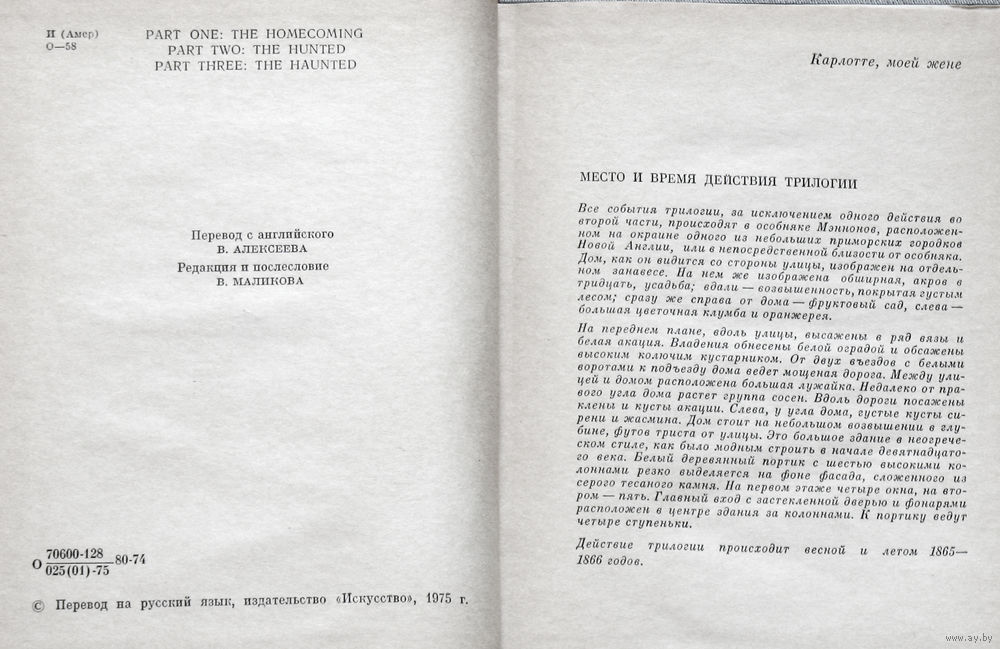 И (Амер)
О—58
PART ONE: THE HOMECOMING
PART TWO: THE HUNTED
PART THREE: THE HAUNTED
Перевод с английского
В. АЛЕКСЕЕВА
Редакция и послесловие
В. МАЛИКОВА
О 70600-128
025(01)-75 80-74
© Перевод на русский язык, издательство «Искусство», 1975 г.
Карлотте, моей жене
МЕСТО И ВРЕМЯ ДЕЙСТВИЯ ТРИЛОГИИ
Все события трилогии, за исключением одного действия во
второй части, происходят в особняке Мэннонов, расположен-
ном на окраине одного из небольших приморских городков
Новой Англии, или в непосредственной близости от особняка.
Дом, как он видится со стороны улицы, изображен на отдель-
ном занавесе. На нем же изображена обширная, акров в
тридцать, усадьба; вдали — возвышенность, покрытая густым
лесом; сразу же справа от дома — фруктовый сад, слева —
большая цветочная клумба и оранжерея.
На переднем плане, вдоль улицы, высажены в ряд вязы и
белая акация. Владения обнесены белой оградой и обсажены
высоким колючим кустарником. От двух въездов с белыми
воротами к подъезду дома ведет мощеная дорога. Между ули-
цей и домом расположена большая лужайка. Недалеко от пра-
вого угла дома растет группа сосен. Вдоль дороги посажены
клены и кусты акации. Слева, у угла дома, густые кусты си-
рени и жасмина. Дом стоит на небольшом возвышении в глу-
бине, футов триста от улицы. Это большое здание в неогрече-
ском стиле, как было модным строить в начале девятнадцато-
го века. Белый деревянный портик с шестью высокими ко-
лоннами резко выделяется на фоне фасада, сложенного из
серого тесаного камня. На первом этаже четыре окна, на вто-
ром — пять. Главный вход с застекленной дверью и фонарями
расположен в центре здания за колоннами. К портику ведут
четыре ступеньки.
Действие трилогии происходит весной и летом 1865—
1866 годов.
www.ay.by